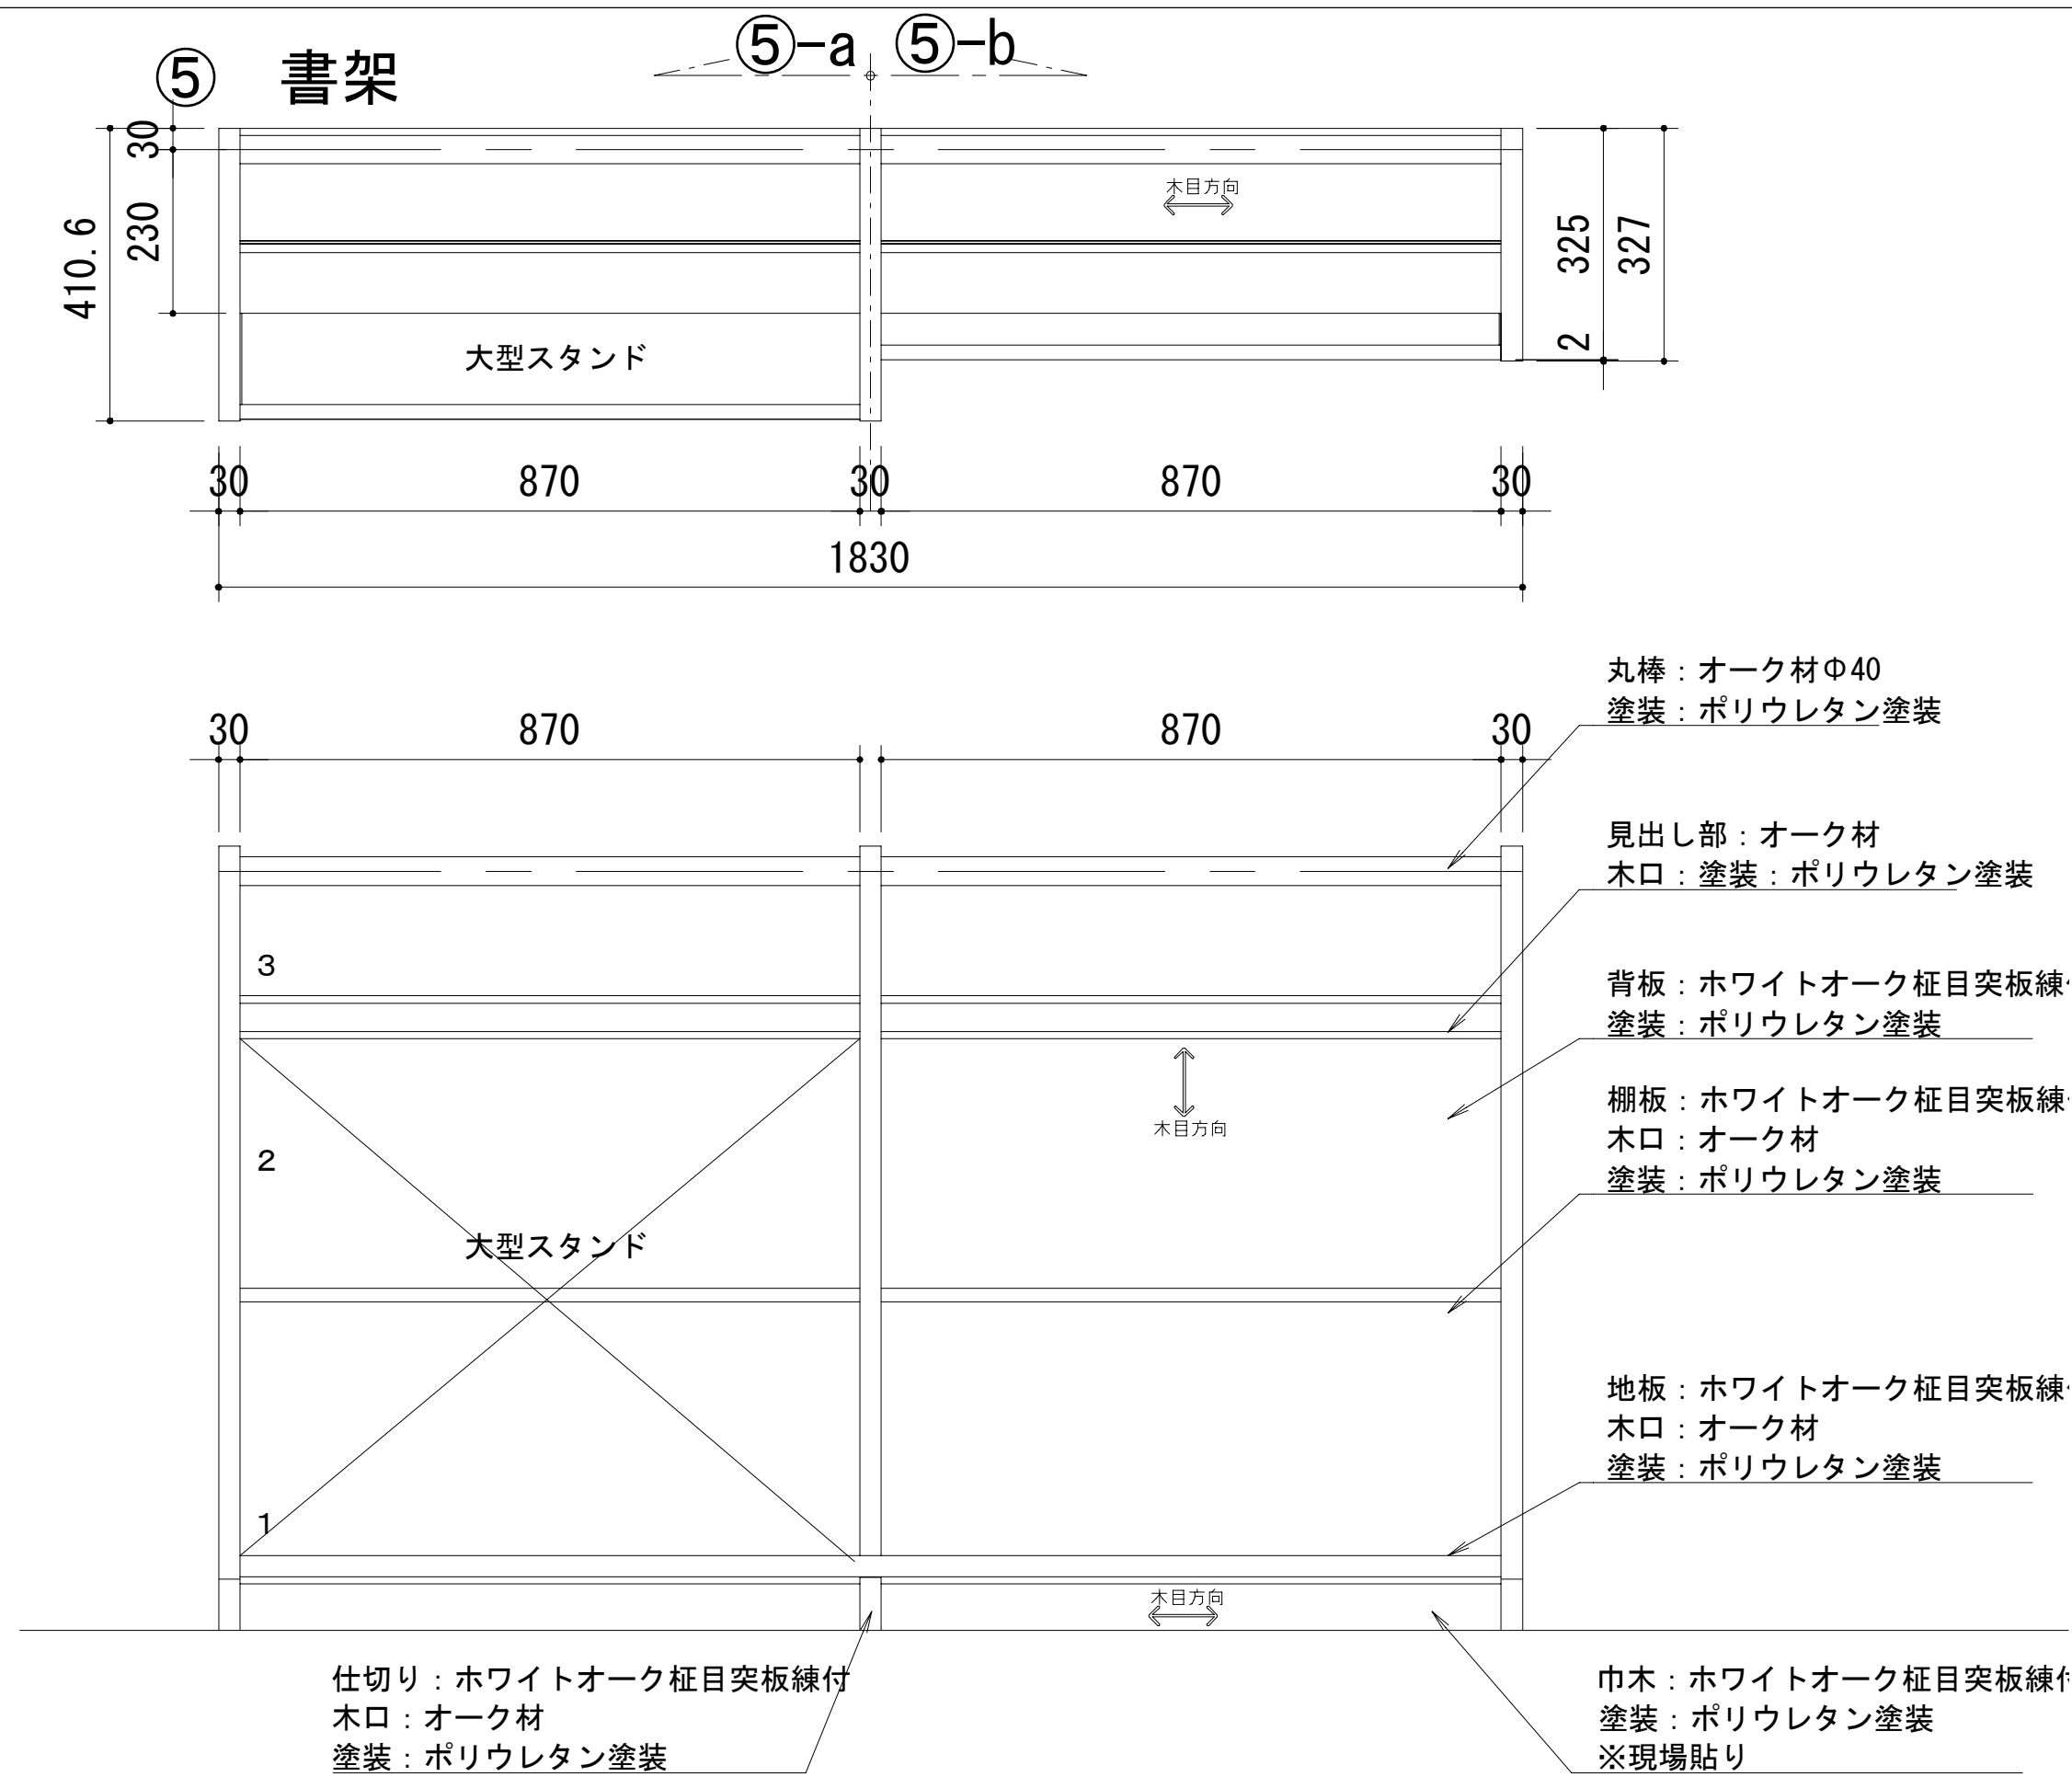 ⑤ 書架
⑤-a ⑤-b
30
230
410.6
木目方向
325
327
2
大型スタンド
30 870 30 870 30
1830
丸棒：オーク材Φ40
塗装：ポリウレタン塗装
30 870 870 30
見出し部：オーク材
木口：塗装：ポリウレタン塗装
3
背板：ホワイトオーク柾目突板練
塗装：ポリウレタン塗装
木目方向
棚板：ホワイトオーク柾目突板練
木口：オーク材
塗装：ポリウレタン塗装
2
大型スタンド
地板：ホワイトオーク柾目突板練
木口：オーク材
塗装：ポリウレタン塗装
1
木目方向
仕切り：ホワイトオーク柾目突板練付
木口：オーク材
塗装：ポリウレタン塗装
巾木：ホワイトオーク柾目突板練付
塗装：ポリウレタン塗装
※現場貼り